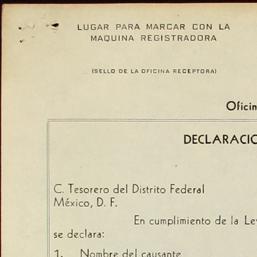 LUGAR PARA MARCAR CON LA
MAQUINA REGISTRADORA
(SELLO DE LA OFICINA RECEPTORA)
Oficin
DECLARACIO
C. Tesorero del Distrito Federal
México, D. F.
En cumplimiento de la Le
se declara:
1. Nombre del causante